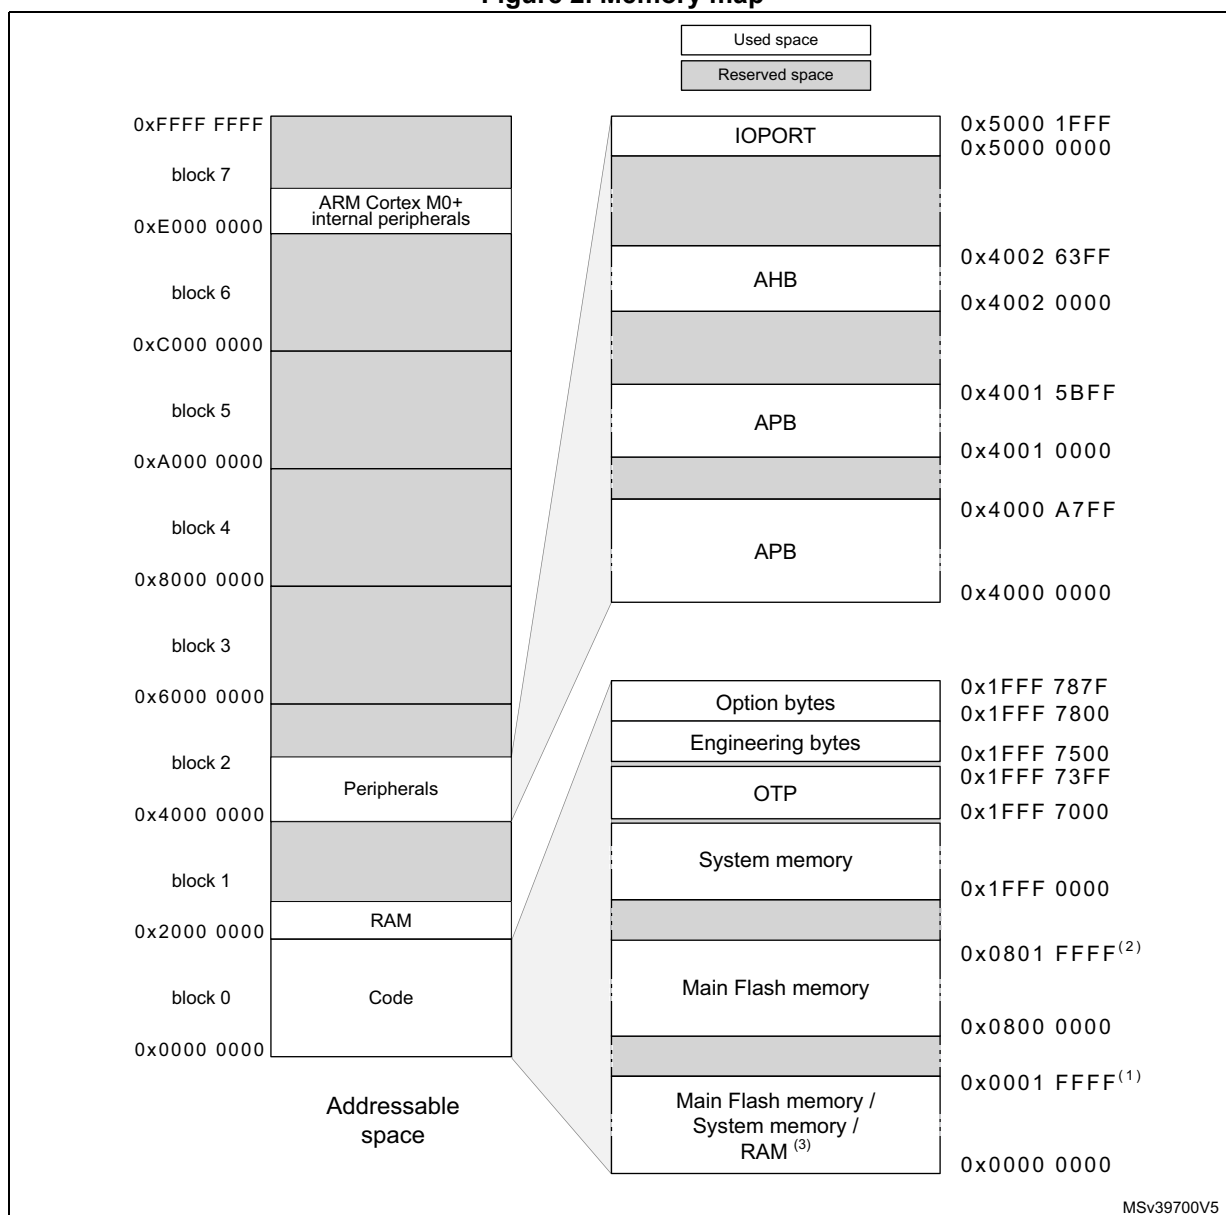 Figure 2. Memory map
Used space
Reserved space
0xFFFF FFFF
block 7
ARM Cortex M0+
internal peripherals
0xE000 0000
block 6
0xC000 0000
block 5
0xA000 0000
block 4
0x8000 0000
block 3
0x6000 0000
block 2
Peripherals
0x4000 0000
block 1
RAM
0x2000 0000
block 0
Code
0x0000 0000
Addressable
space
IOPORT
0x5000 1FFF
0x5000 0000
AHB
0x4002 63FF
0x4002 0000
APB
0x4001 5BFF
0x4001 0000
APB
0x4000 A7FF
0x4000 0000
Option bytes
0x1FFF 787F
0x1FFF 7800
Engineering bytes
0x1FFF 7500
0x1FFF 73FF
OTP
0x1FFF 7000
System memory
0x1FFF 0000
0x0801 FFFF(2)
Main Flash memory
0x0800 0000
0x0001 FFFF(1)
Main Flash memory /
System memory /
RAM (3)
0x0000 0000
MSv39700V5